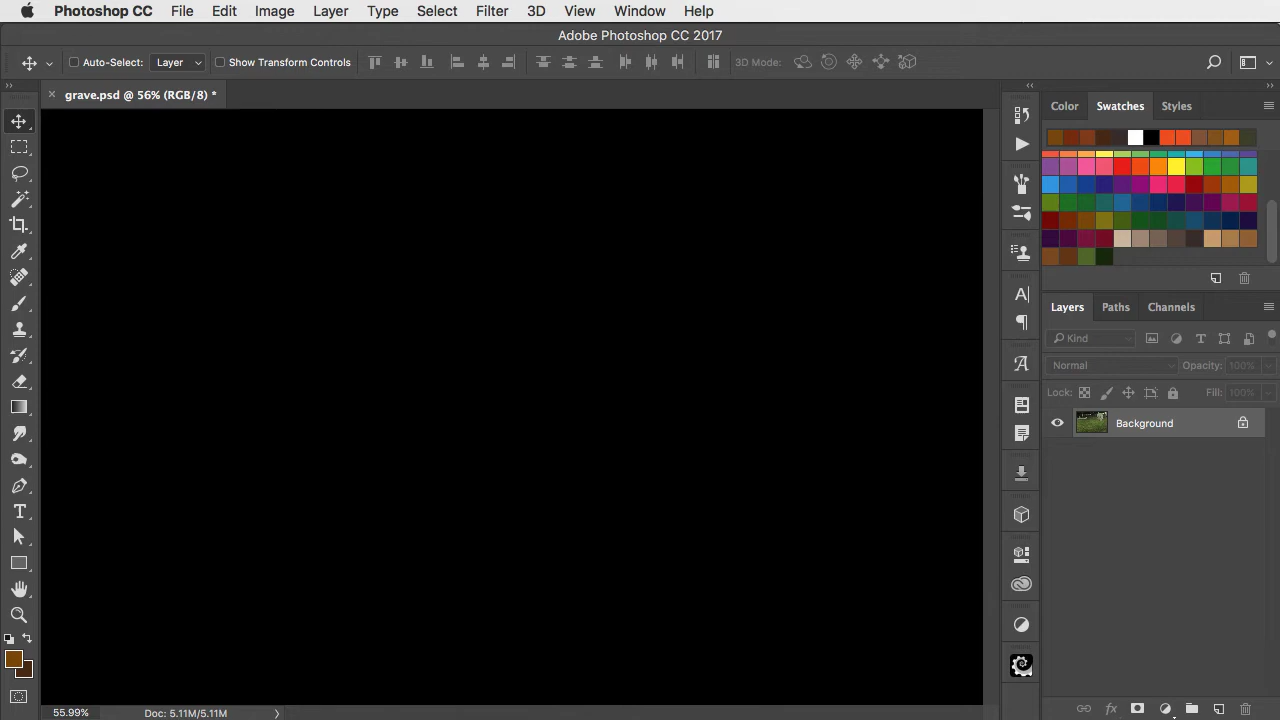 Photoshop CC File Edit Image Layer Type Select Filter 3D View Window Help
Adobe Photoshop CC 2017
Auto-Select: Layer Show Transform Controls 3D Mode:
grave.psd @ 56% (RGB/8) *
Color Swatches Styles
Layers Paths Channels
Kind
Normal Opacity: 100%
Lock: Fill: 100%
Background
55.99% Doc: 5.11M/5.11M